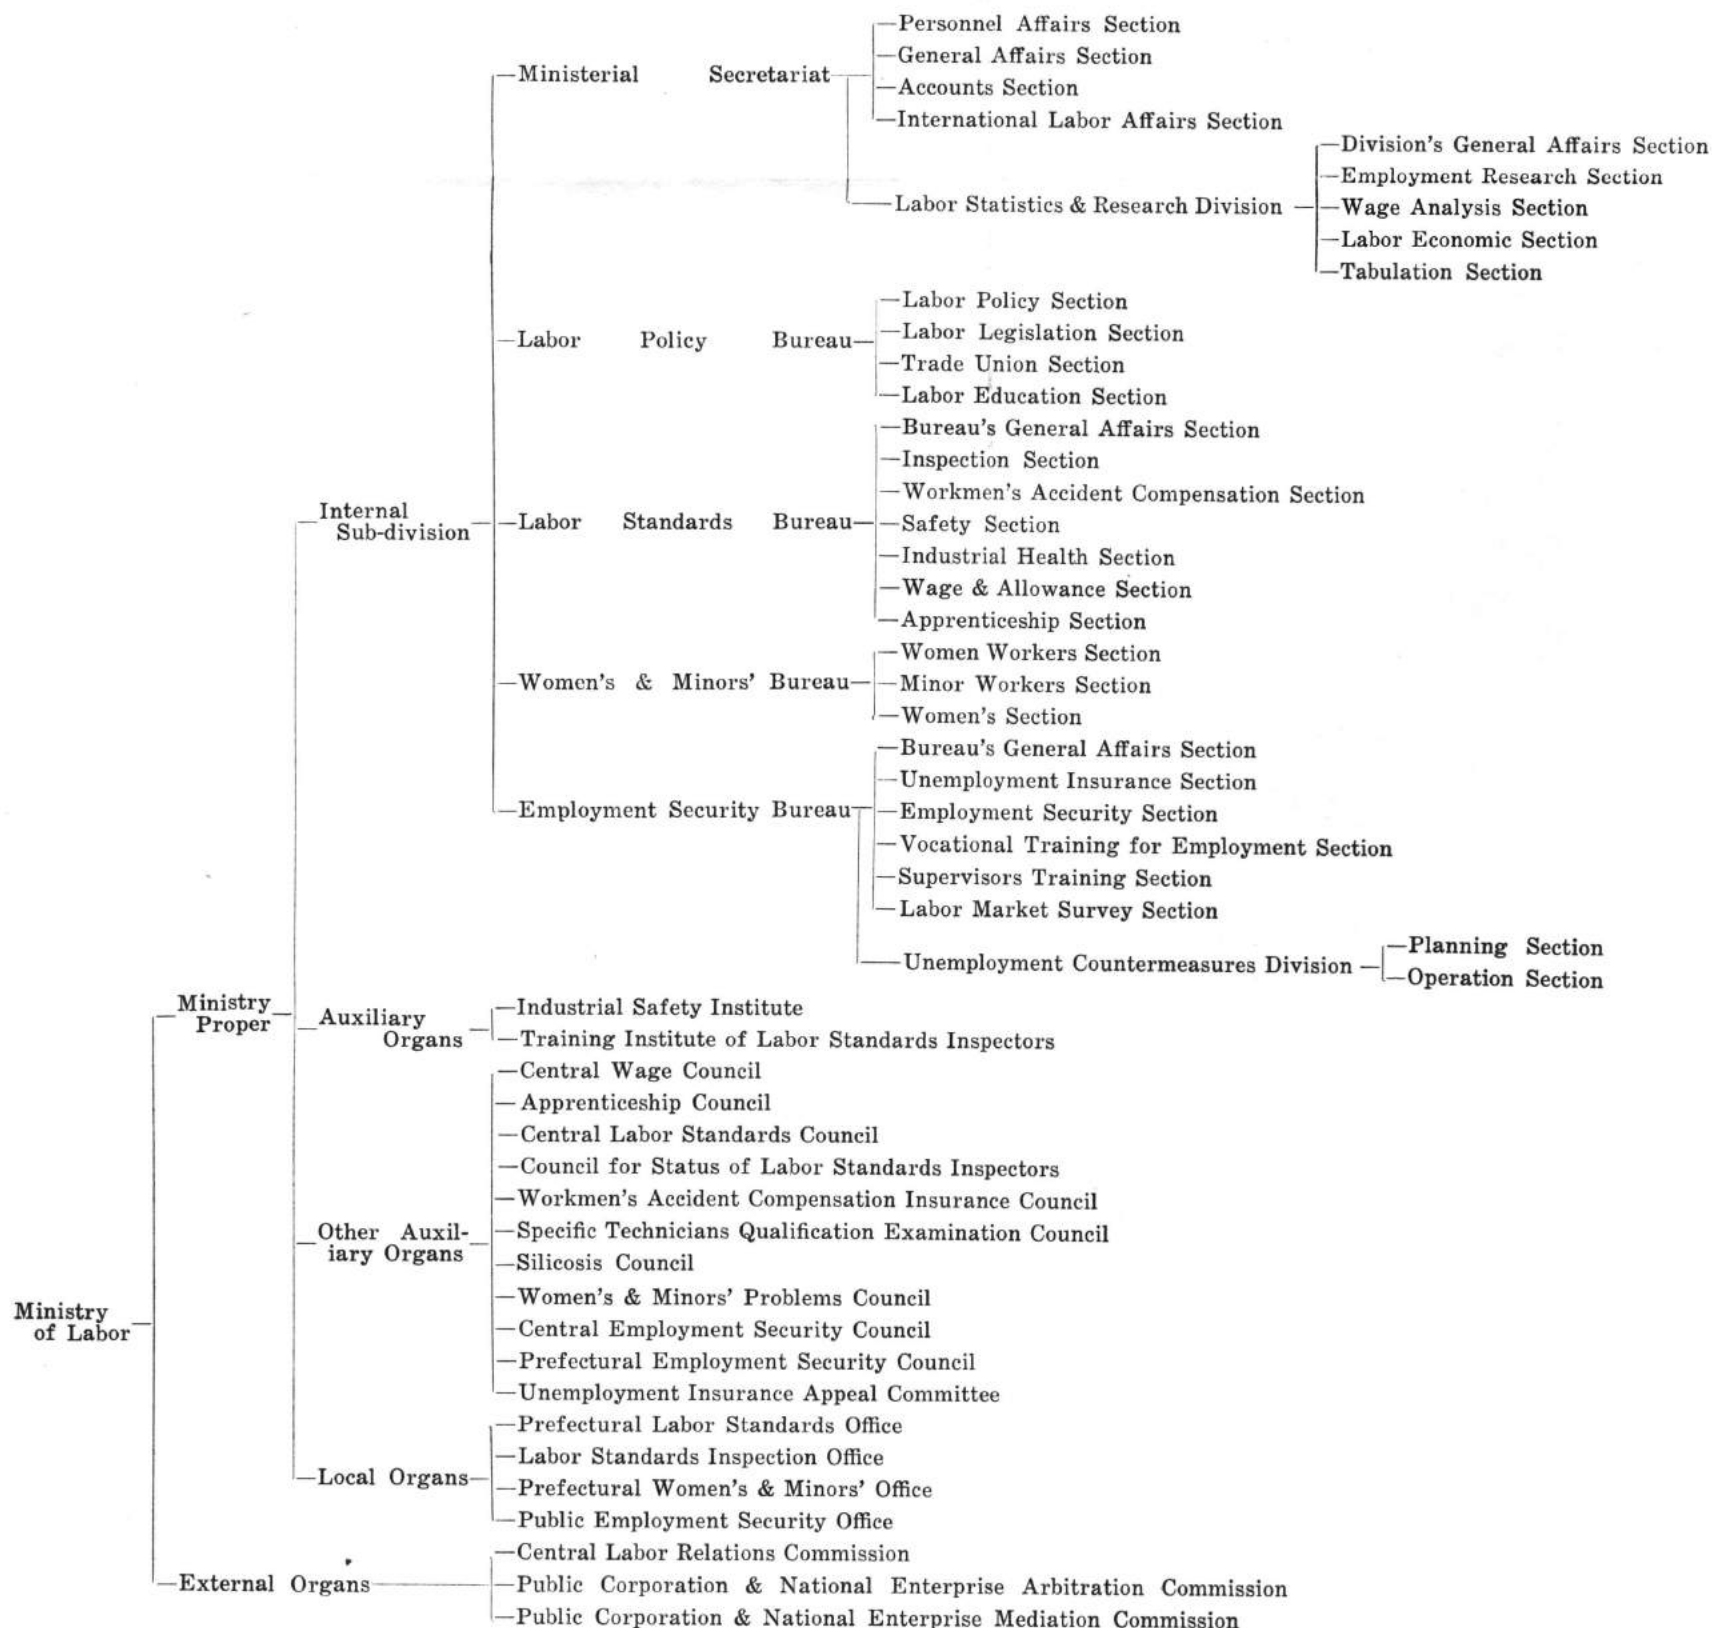 Personnel Affairs Section
General Affairs Section
Ministerial Secretariat
Accounts Section
International Labor Affairs Section
Division's General Affairs Section
Employment Research Section
Labor Statistics & Research Division
Wage Analysis Section
Labor Economic Section
Tabulation Section
Labor Policy Section
Labor Legislation Section
Labor Policy Bureau
Trade Union Section
Labor Education Section
Bureau's General Affairs Section
Inspection Section
Workmen's Accident Compensation Section
Internal
Sub-division
Labor Standards Bureau
Safety Section
Industrial Health Section
Wage & Allowance Section
Apprenticeship Section
Women Workers Section
Women's & Minors' Bureau
Minor Workers Section
Women's Section
Bureau's General Affairs Section
Unemployment Insurance Section
Employment Security Bureau
Employment Security Section
Vocational Training for Employment Section
Supervisors Training Section
Labor Market Survey Section
Unemployment Countermeasures Division
Planning Section
Operation Section
Ministry
Proper
Auxiliary
Organs
Industrial Safety Institute
Training Institute of Labor Standards Inspectors
Central Wage Council
Apprenticeship Council
Central Labor Standards Council
Council for Status of Labor Standards Inspectors
Workmen's Accident Compensation Insurance Council
Other Auxil-
iary Organs
Specific Technicians Qualification Examination Council
Silicosis Council
Women's & Minors' Problems Council
Ministry
of Labor
Central Employment Security Council
Prefectural Employment Security Council
Unemployment Insurance Appeal Committee
Prefectural Labor Standards Office
Labor Standards Inspection Office
Local Organs
Prefectural Women's & Minors' Office
Public Employment Security Office
Central Labor Relations Commission
External Organs
Public Corporation & National Enterprise Arbitration Commission
Public Corporation & National Enterprise Mediation Commission